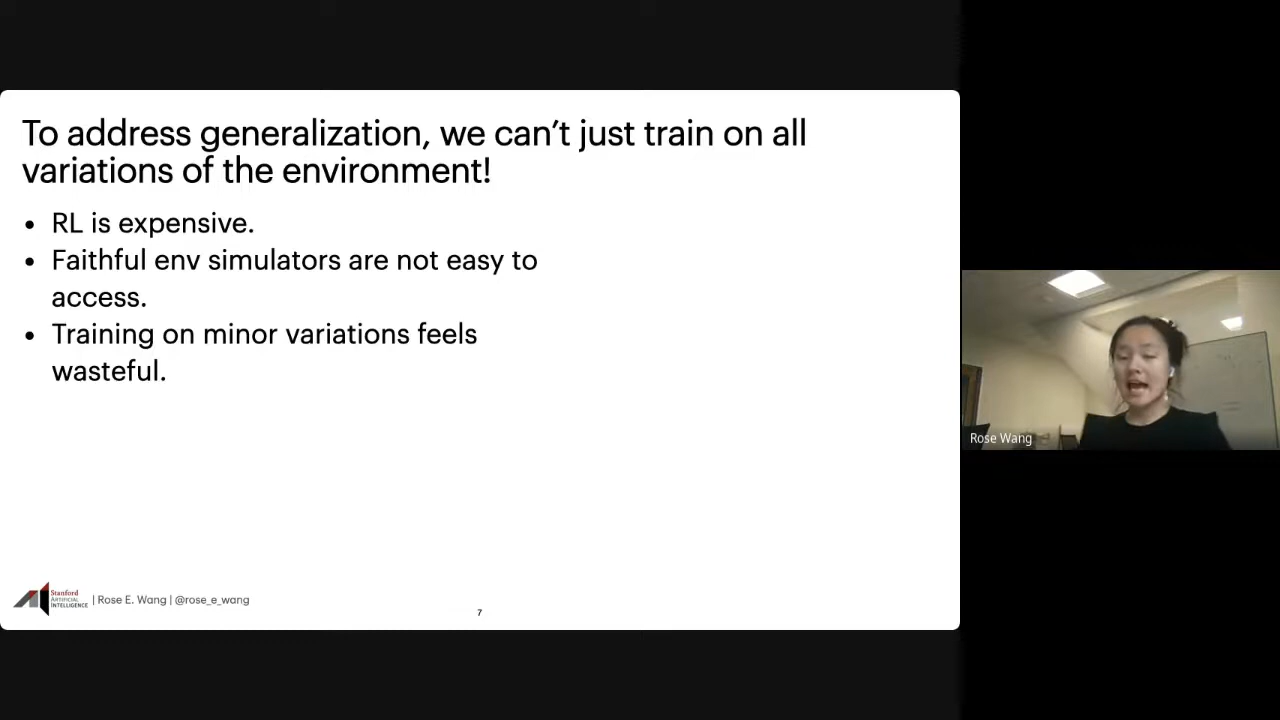 To address generalization, we can’t just train on all
variations of the environment!
• RL is expensive.
• Faithful env simulators are not easy to
access.
• Training on minor variations feels
wasteful.
Stanford
ARTIFICIAL
INTELLIGENCE
| Rose E. Wang | @rose_e_wang
7
Rose Wang